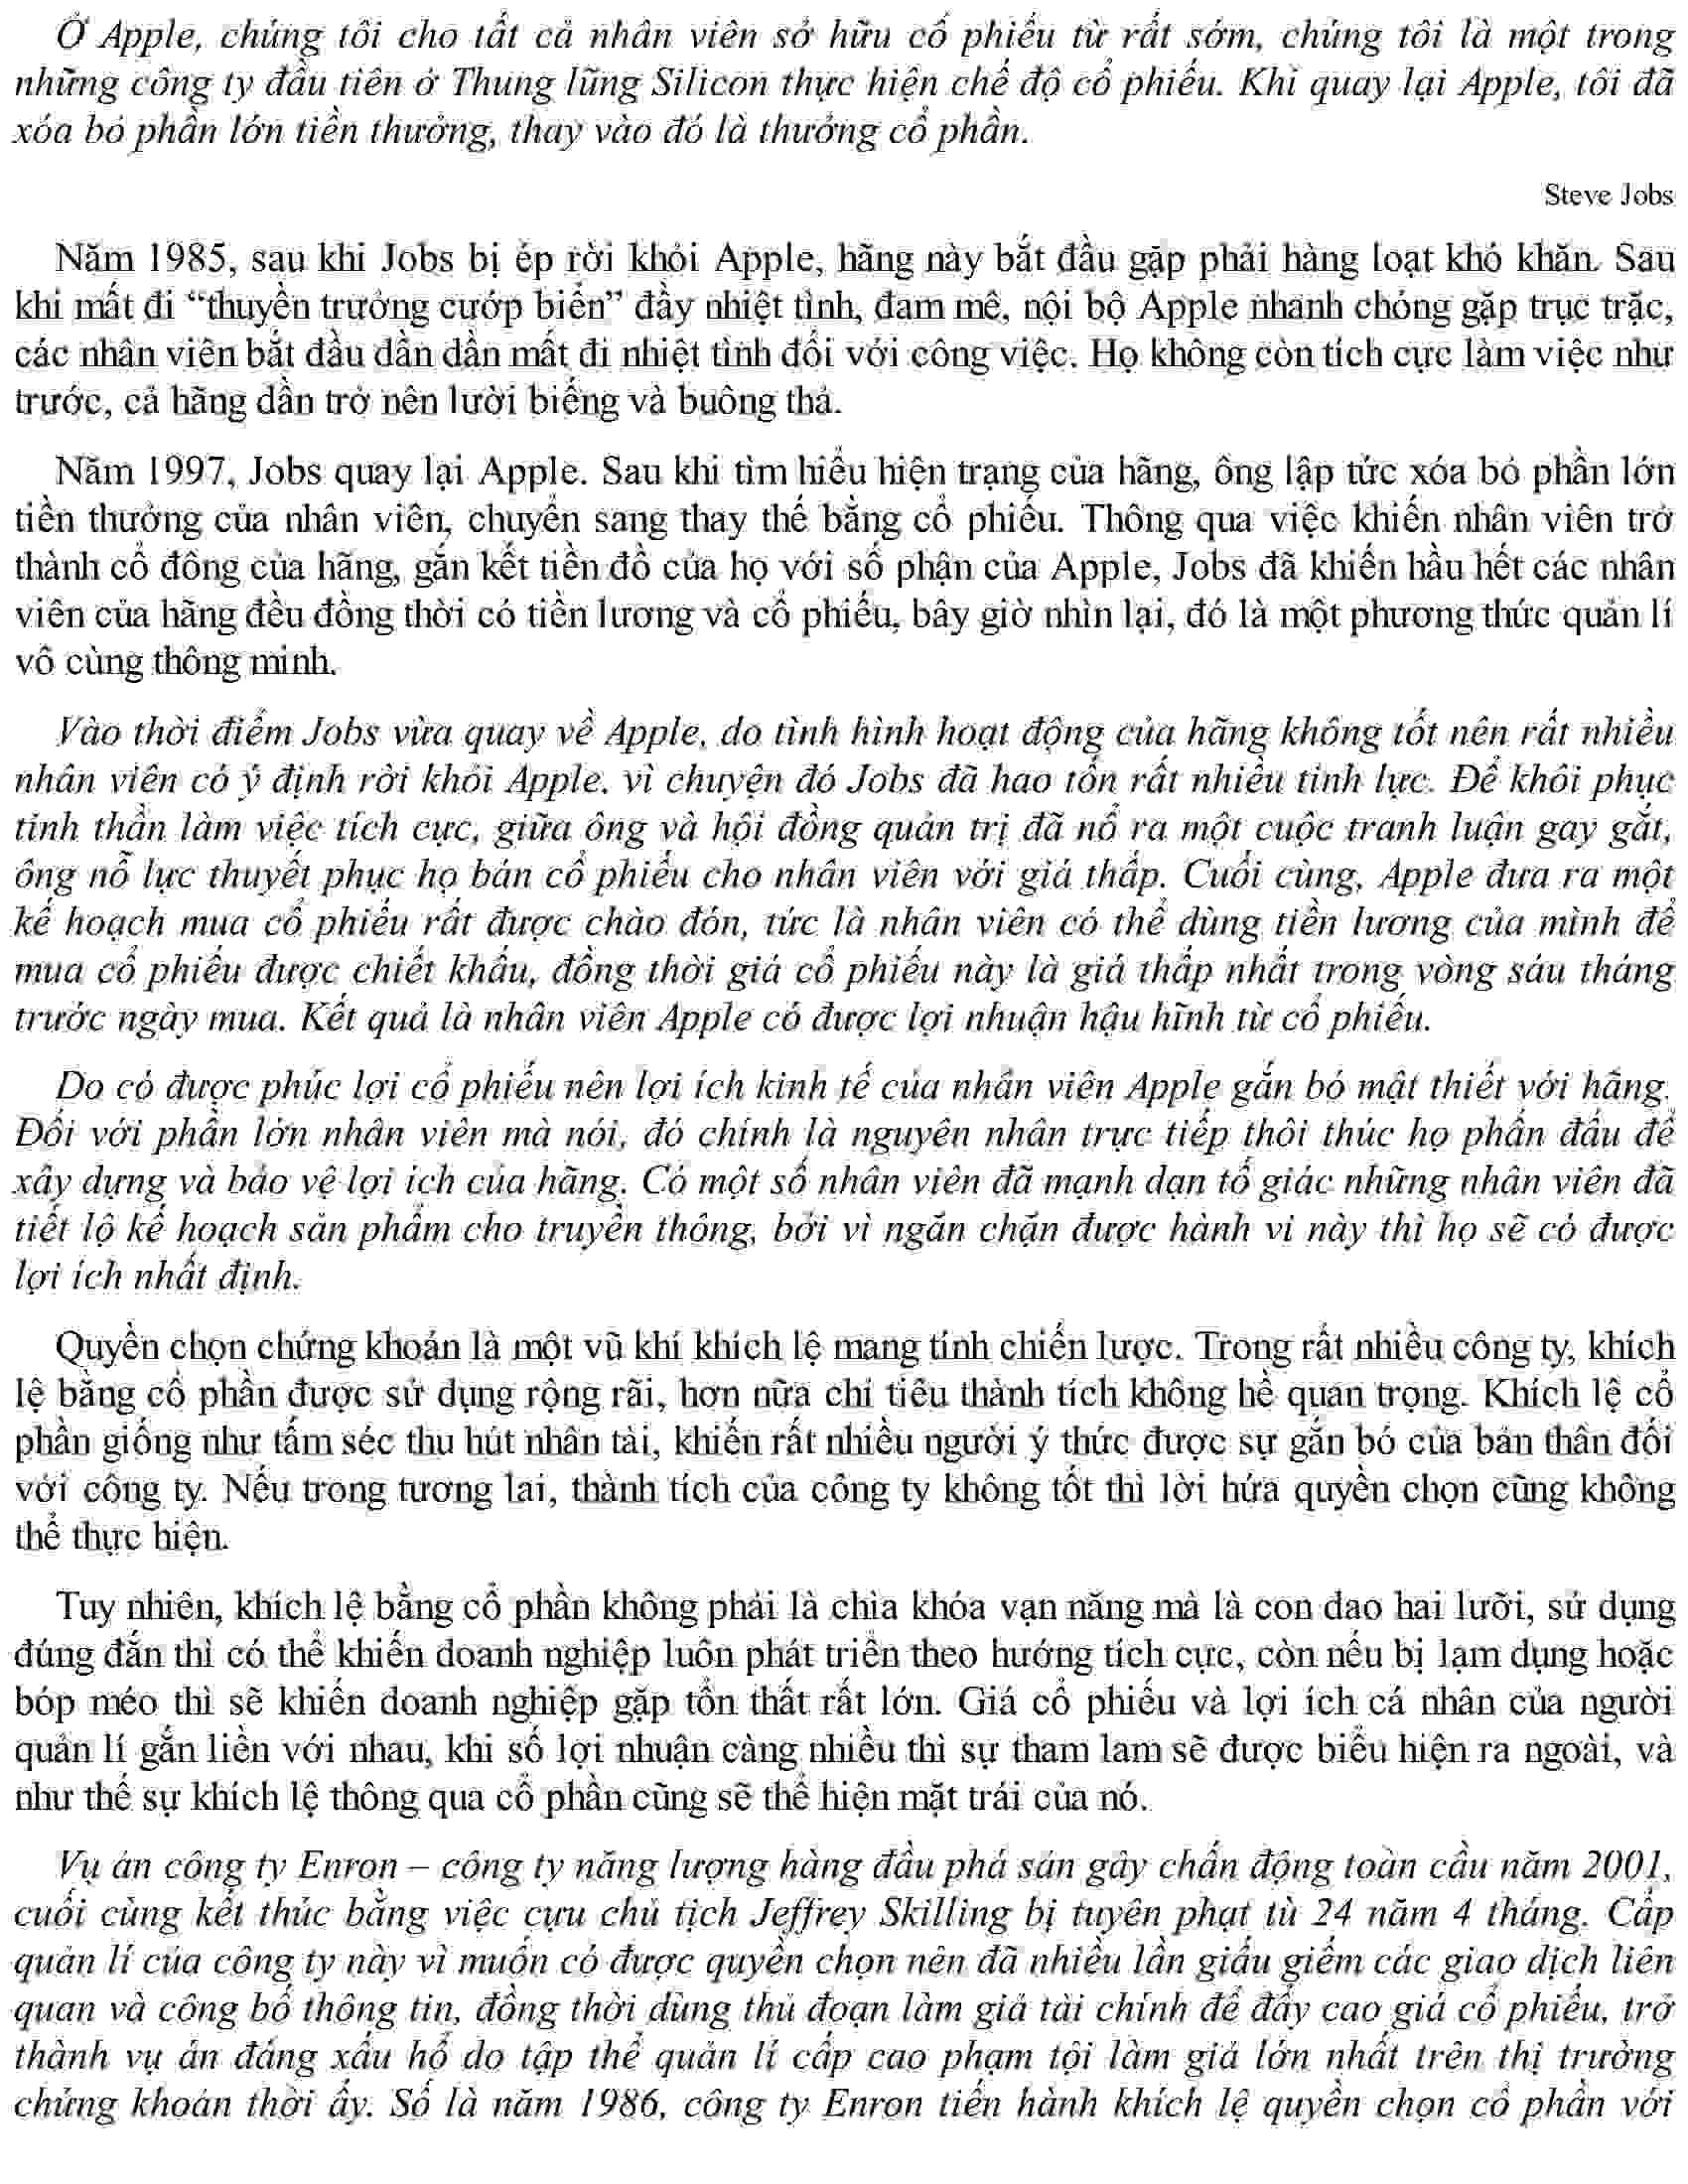 Ở Apple, chúng tôi cho tất cả nhân viên sở hữu cổ phiếu từ rất sớm, chúng tôi là một trong
những công ty đầu tiên ở Thung lũng Silicon thực hiện chế độ cổ phiếu. Khi quay lại Apple, tôi đã
xóa bỏ phần lớn tiền thưởng, thay vào đó là thưởng cổ phần.
Steve Jobs
Năm 1985, sau khi Jobs bị ép rời khỏi Apple, hãng này bắt đầu gặp phải hàng loạt khó khăn. Sau
khi mất đi “thuyền trưởng cướp biển” đầy nhiệt tình, đam mê, nội bộ Apple nhanh chóng gặp trục trặc,
các nhân viên bắt đầu dần dần mất đi nhiệt tình đối với công việc. Họ không còn tích cực làm việc như
trước, cả hãng dần trở nên lười biếng và buông thả.
Năm 1997, Jobs quay lại Apple. Sau khi tìm hiểu hiện trạng của hãng, ông lập tức xóa bỏ phần lớn
tiền thưởng của nhân viên, chuyển sang thay thế bằng cổ phiếu. Thông qua việc khiến nhân viên trở
thành cổ đông của hãng, gắn kết tiền đồ của họ với số phận của Apple, Jobs đã khiến hầu hết các nhân
viên của hãng đều đồng thời có tiền lương và cổ phiếu, bây giờ nhìn lại, đó là một phương thức quản lí
vô cùng thông minh.
Vào thời điểm Jobs vừa quay về Apple, do tình hình hoạt động của hãng không tốt nên rất nhiều
nhân viên có ý định rời khỏi Apple, vì chuyện đó Jobs đã hao tốn rất nhiều tinh lực. Để khôi phục
tinh thần làm việc tích cực, giữa ông và hội đồng quản trị đã nổ ra một cuộc tranh luận gay gắt,
ông nỗ lực thuyết phục họ bán cổ phiếu cho nhân viên với giá thấp. Cuối cùng, Apple đưa ra một
kế hoạch mua cổ phiếu rất được chào đón, tức là nhân viên có thể dùng tiền lương của mình để
mua cổ phiếu được chiết khấu, đồng thời giá cổ phiếu này là giá thấp nhất trong vòng sáu tháng
trước ngày mua. Kết quả là nhân viên Apple có được lợi nhuận hậu hĩnh từ cổ phiếu.
Do có được phúc lợi cổ phiếu nên lợi ích kinh tế của nhân viên Apple gắn bó mật thiết với hãng.
Đối với phần lớn nhân viên mà nói, đó chính là nguyên nhân trực tiếp thôi thúc họ phấn đấu để
xây dựng và bảo vệ lợi ích của hãng. Có một số nhân viên đã mạnh dạn tố giác những nhân viên đã
tiết lộ kế hoạch sản phẩm cho truyền thông, bởi vì ngăn chặn được hành vi này thì họ sẽ có được
lợi ích nhất định.
Quyền chọn chứng khoán là một vũ khí khích lệ mang tính chiến lược. Trong rất nhiều công ty, khích
lệ bằng cổ phần được sử dụng rộng rãi, hơn nữa chỉ tiêu thành tích không hề quan trọng. Khích lệ cổ
phần giống như tấm séc thu hút nhân tài, khiến rất nhiều người ý thức được sự gắn bó của bản thân đối
với công ty. Nếu trong tương lai, thành tích của công ty không tốt thì lời hứa quyền chọn cũng không
thể thực hiện.
Tuy nhiên, khích lệ bằng cổ phần không phải là chìa khóa vạn năng mà là con dao hai lưỡi, sử dụng
đúng đắn thì có thể khiến doanh nghiệp luôn phát triển theo hướng tích cực, còn nếu bị lạm dụng hoặc
bóp méo thì sẽ khiến doanh nghiệp gặp tổn thất rất lớn. Giá cổ phiếu và lợi ích cá nhân của người
quản lí gắn liền với nhau, khi số lợi nhuận càng nhiều thì sự tham lam sẽ được biểu hiện ra ngoài, và
như thế sự khích lệ thông qua cổ phần cũng sẽ thể hiện mặt trái của nó.
Vụ án công ty Enron – công ty năng lượng hàng đầu phá sản gây chấn động toàn cầu năm 2001,
cuối cùng kết thúc bằng việc cựu chủ tịch Jeffrey Skilling bị tuyên phạt tù 24 năm 4 tháng. Cấp
quản lí của công ty này vì muốn có được quyền chọn nên đã nhiều lần giấu giếm các giao dịch liên
quan và công bố thông tin, đồng thời dùng thủ đoạn làm giả tài chính để đẩy cao giá cổ phiếu, trở
thành vụ án đáng xấu hổ do tập thể quản lí cấp cao phạm tội làm giả lớn nhất trên thị trường
chứng khoán thời ấy. Số là năm 1986, công ty Enron tiến hành khích lệ quyền chọn cổ phần với